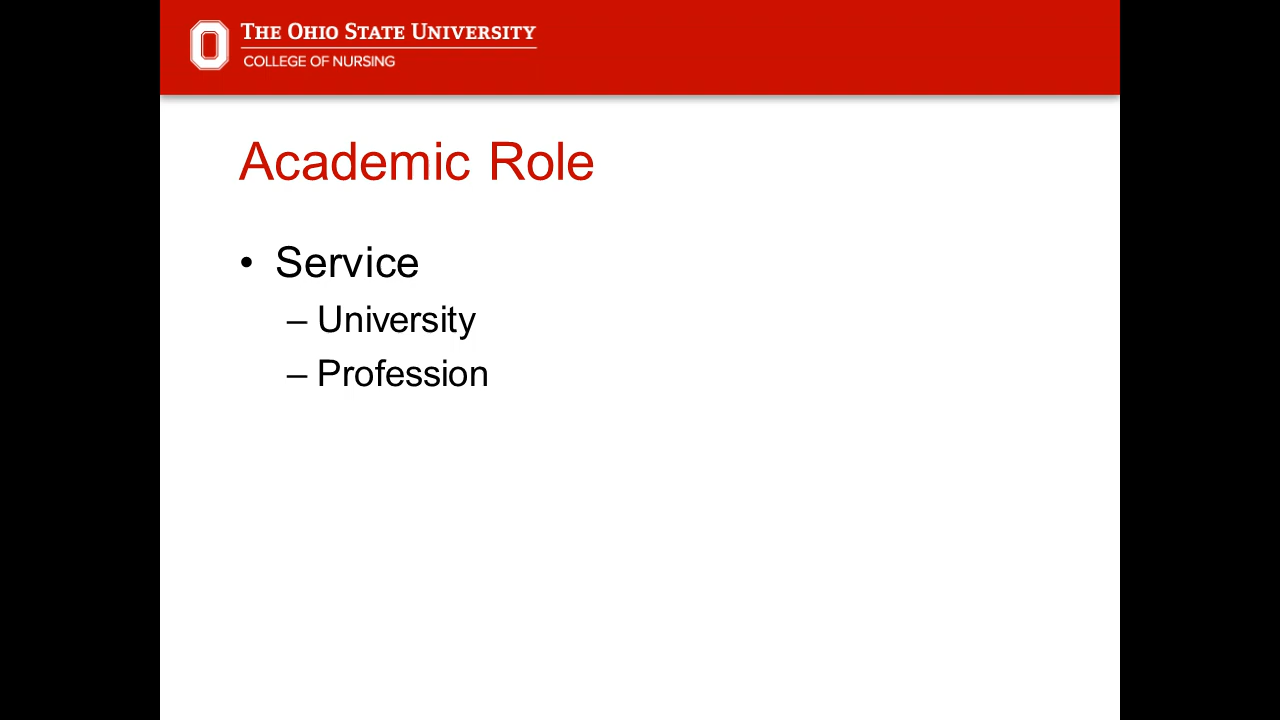 THE OHIO STATE UNIVERSITY
COLLEGE OF NURSING
Academic Role
• Service
– University
– Profession